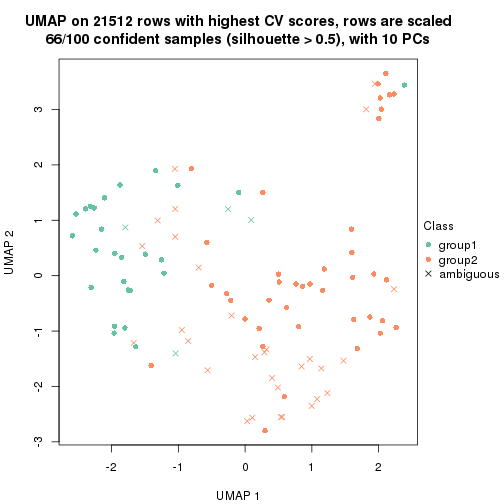 UMAP on 21512 rows with highest CV scores, rows are scaled
66/100 confident samples (silhouette > 0.5), with 10 PCs
3
2
1
0
-1
-2
-3
UMAP 2
-2
-1
0
1
2
UMAP 1
Class
group1
group2
ambiguous